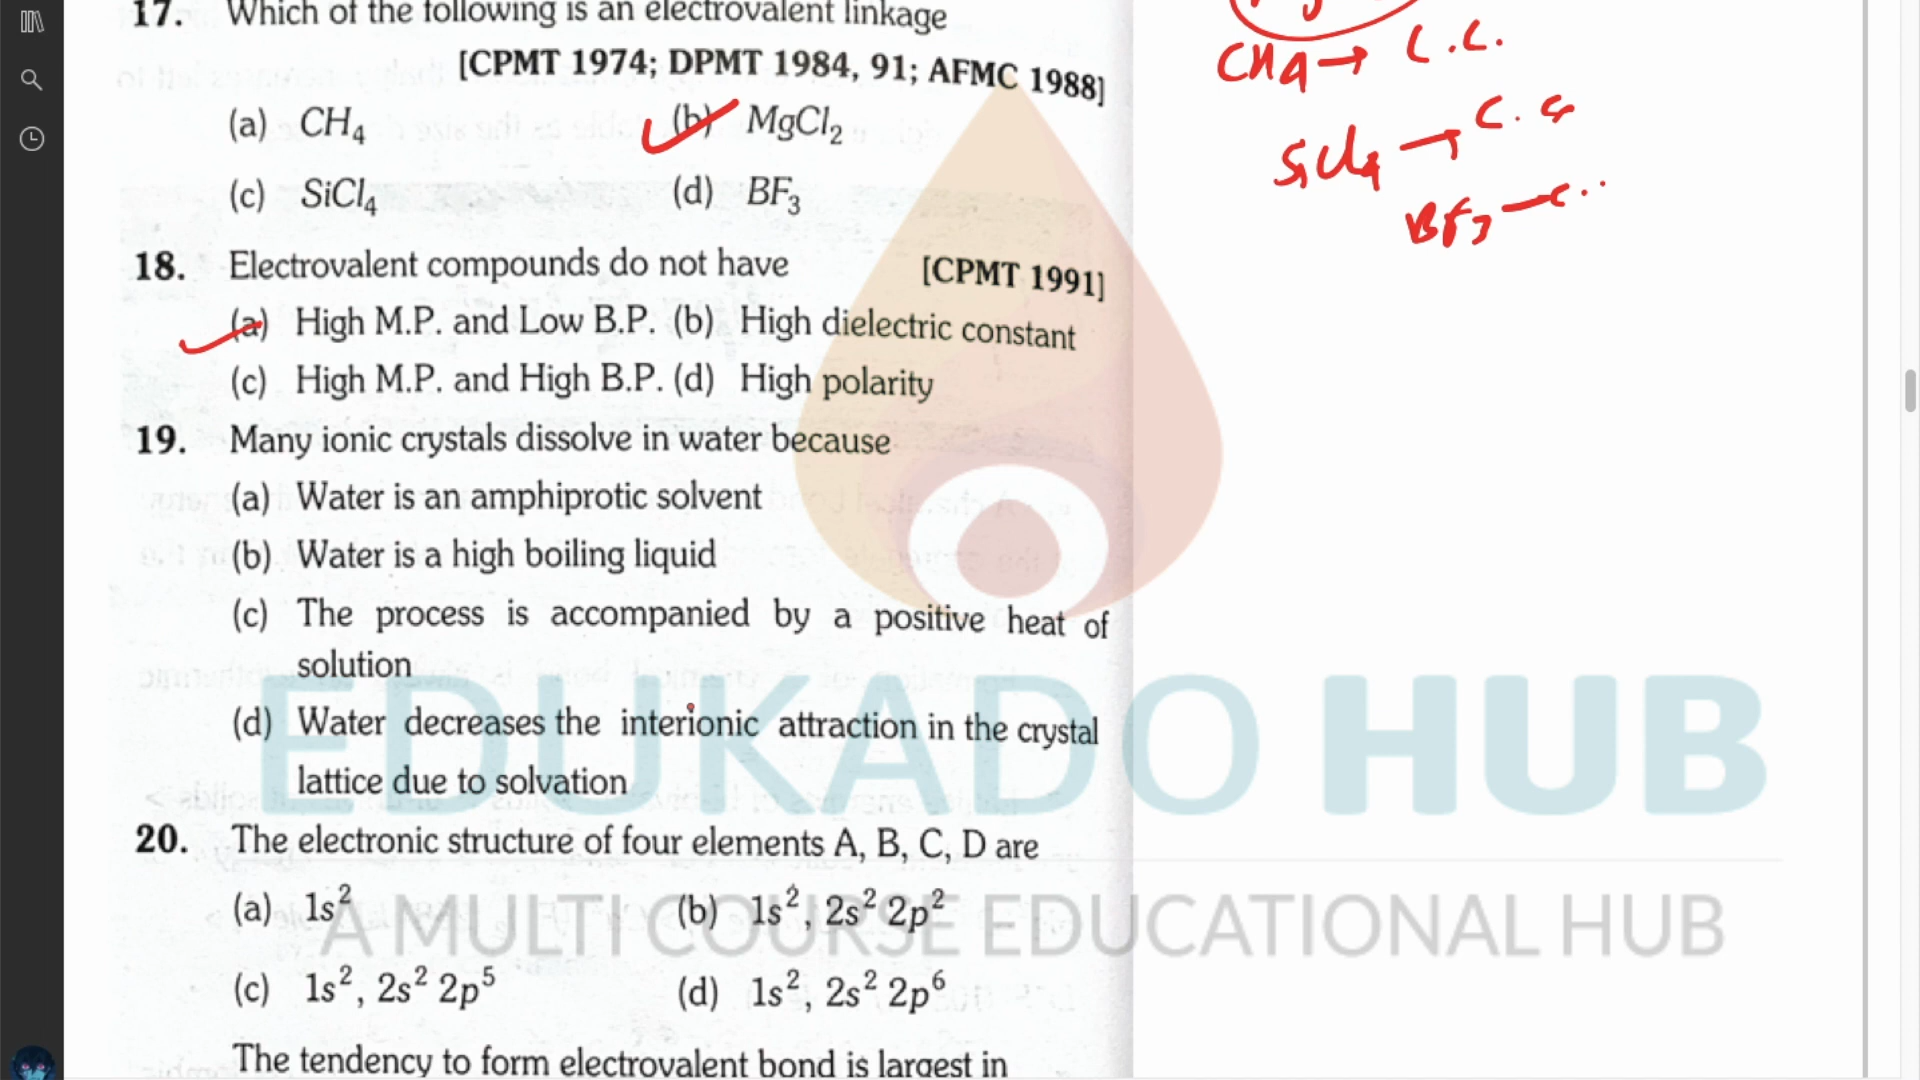 17. Which of the following is an electrovalent linkage
[CPMT 1974; DPMT 1984, 91; AFMC 1988]
(a) CH4 (b) MgCl2
(c) SiCl4 (d) BF3
18. Electrovalent compounds do not have [CPMT 1991]
(a) High M.P. and Low B.P. (b) High dielectric constant
(c) High M.P. and High B.P. (d) High polarity
19. Many ionic crystals dissolve in water because
(a) Water is an amphiprotic solvent
(b) Water is a high boiling liquid
(c) The process is accompanied by a positive heat of
solution
(d) Water decreases the interionic attraction in the crystal
lattice due to solvation
20. The electronic structure of four elements A, B, C, D are
(a) 1s² (b) 1s², 2s² 2p²
(c) 1s², 2s² 2p⁵ (d) 1s², 2s² 2p⁶
The tendency to form electrovalent bond is largest in
CH4 → C.C.
SiCl4 →
BF3
EDUKADO HUB
A MULTI COURSE EDUCATIONAL HUB